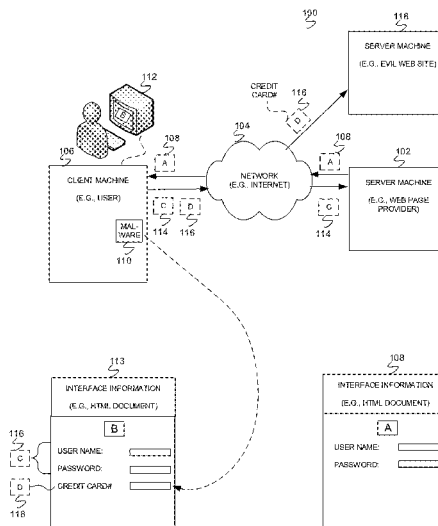 100
116
SERVER MACHINE
(E.G., EVIL WEB SITE)
112
B
CREDIT
CARD#
116
D
104
106
108
A
108
A
102
CLIENT MACHINE
(E.G., USER)
NETWORK
(E.G., INTERNET)
SERVER MACHINE
(E.G., WEB PAGE
PROVIDER)
MAL-
WARE
110
C
D
114
116
C
114
113
108
INTERFACE INFORMATION
(E.G., HTML DOCUMENT)
INTERFACE INFORMATION
(E.G., HTML DOCUMENT)
B
A
116
C
USER NAME:
PASSWORD:
CREDIT CARD#
D
118
USER NAME:
PASSWORD: